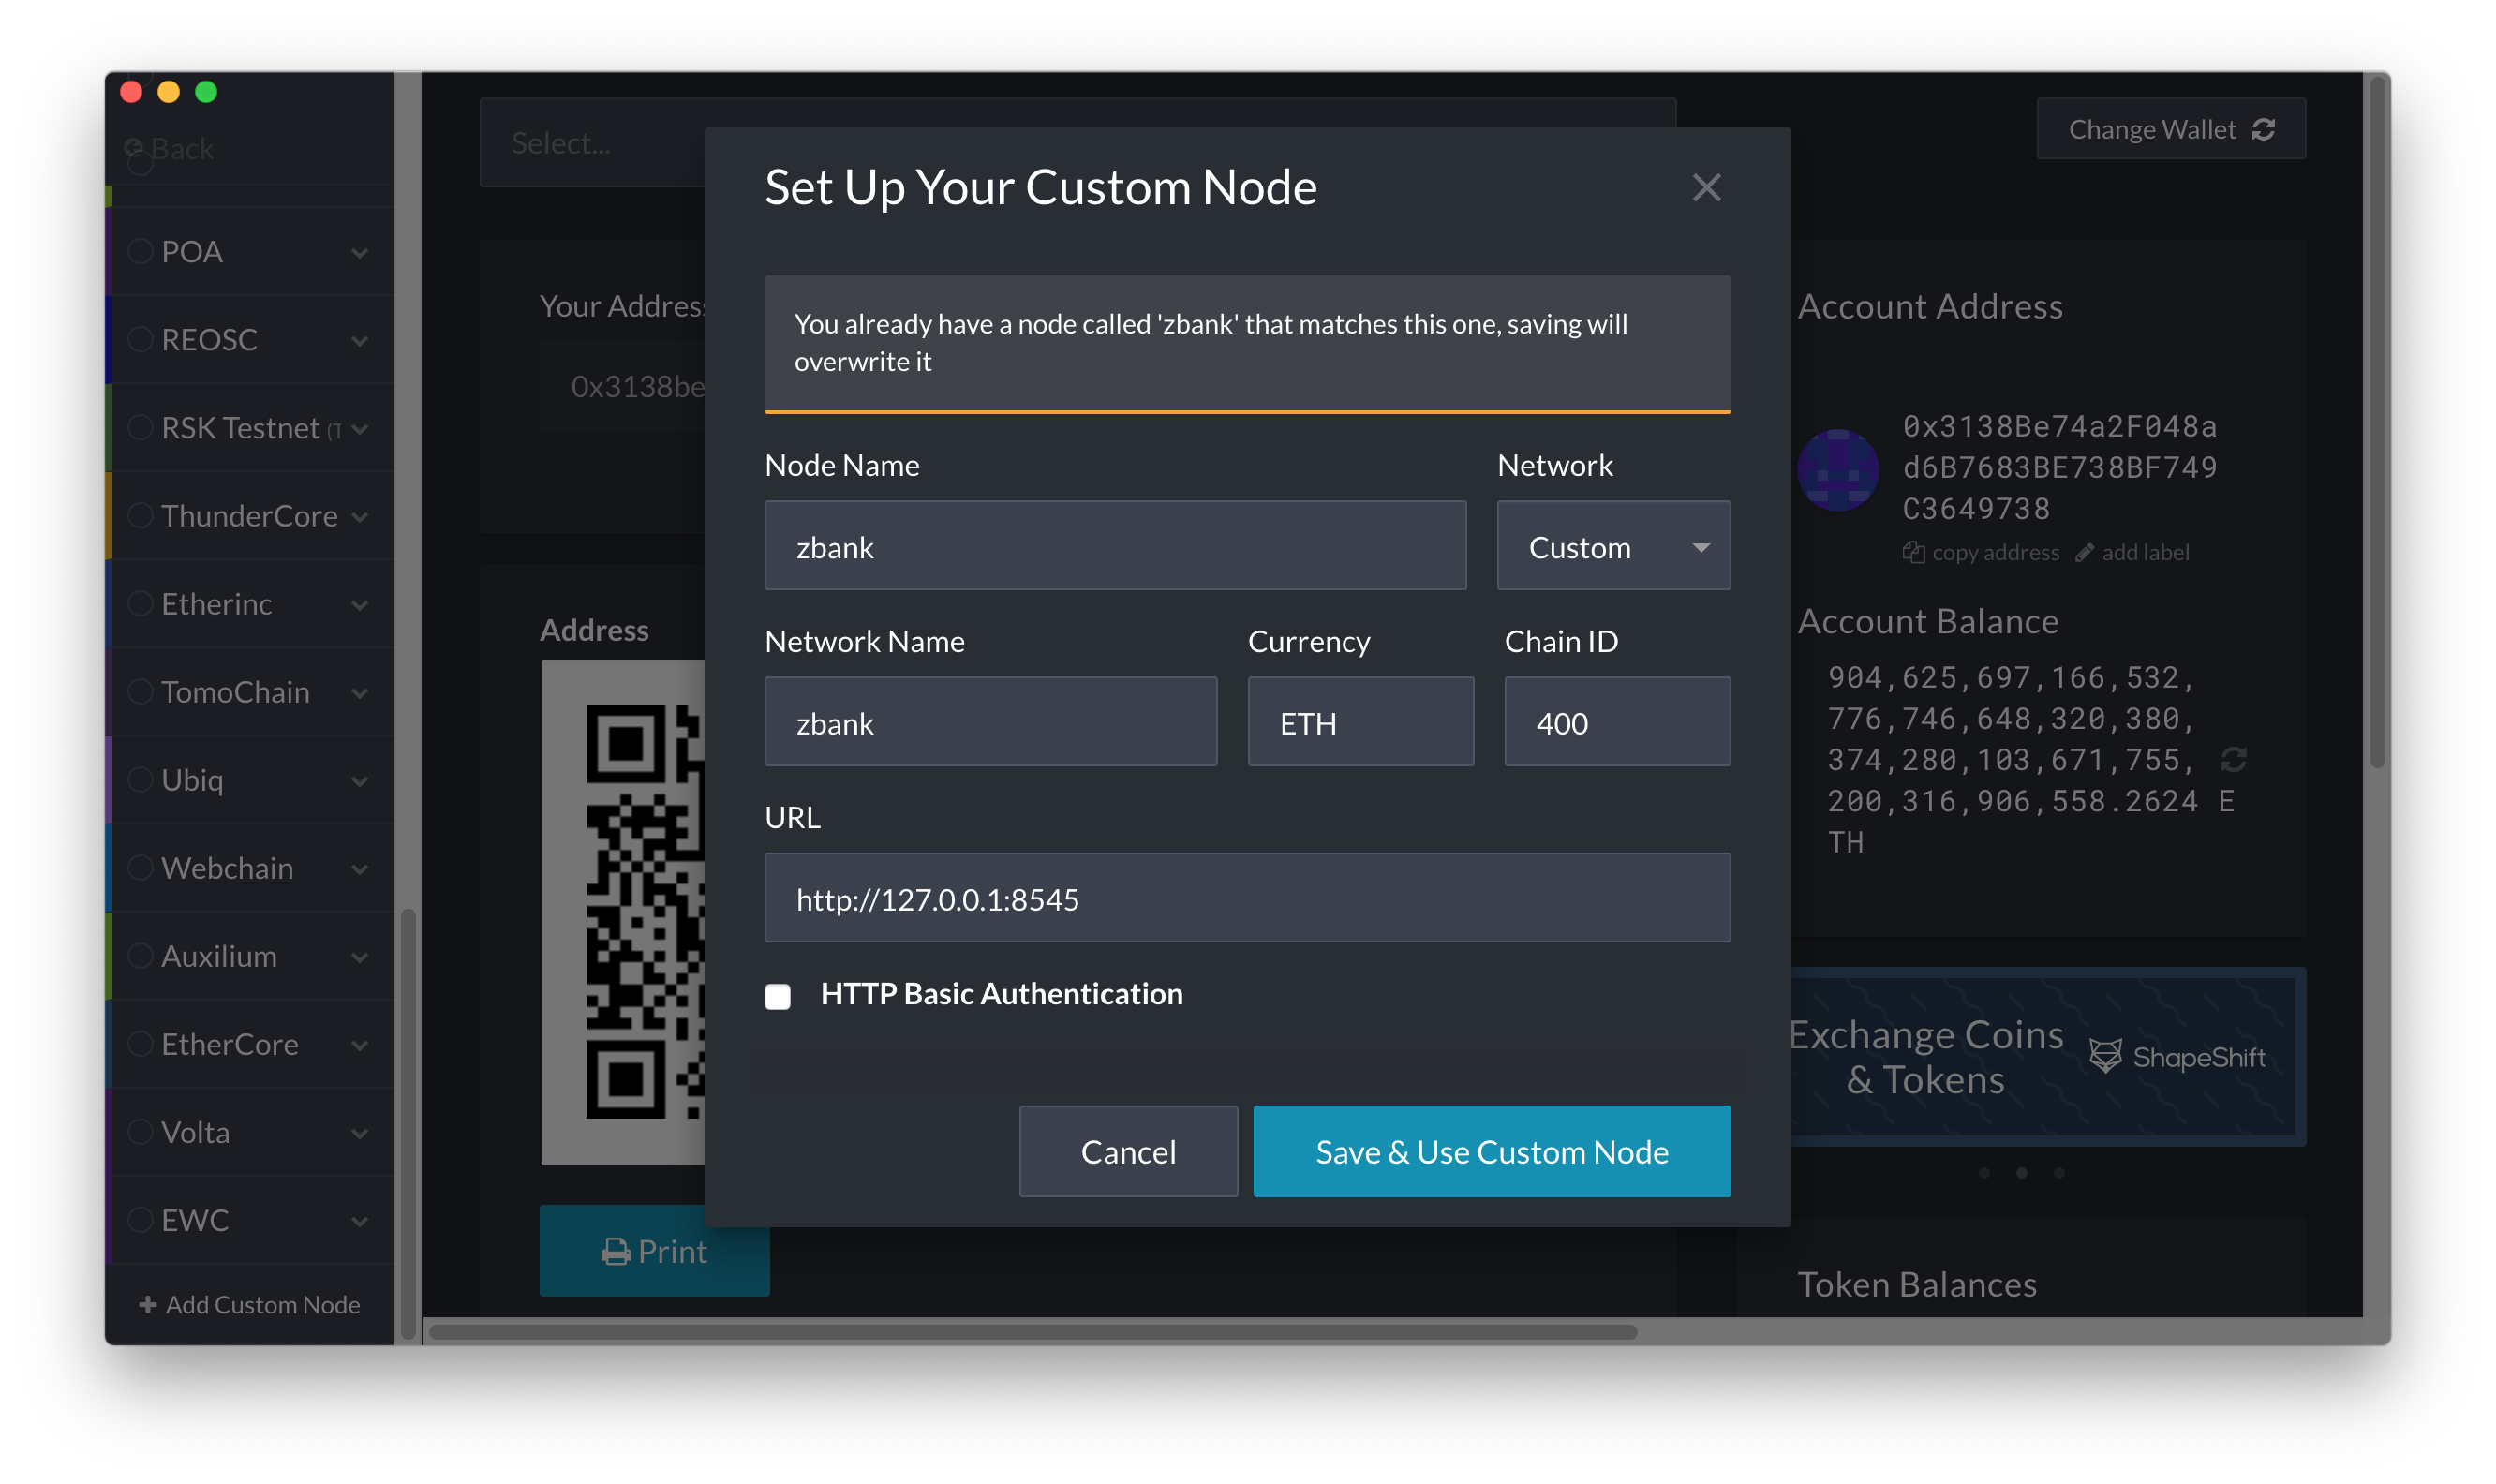 Back
POA
REOSC
RSK Testnet (T
ThunderCore
Etherinc
TomoChain
Ubiq
Webchain
Auxilium
EtherCore
Volta
EWC
+ Add Custom Node
Select...
Change Wallet
Your Address
0x3138be
Address
Print
Set Up Your Custom Node
You already have a node called 'zbank' that matches this one, saving will
overwrite it
Node Name
Network
zbank
Custom
Network Name
Currency
Chain ID
zbank
ETH
400
URL
http://127.0.0.1:8545
HTTP Basic Authentication
Cancel
Save & Use Custom Node
Account Address
0x3138Be74a2F048a
d6B7683BE738BF749
C3649738
copy address
add label
Account Balance
904,625,697,166,532,
776,746,648,320,380,
374,280,103,671,755,
200,316,906,558.2624 E
TH
Exchange Coins
& Tokens
ShapeShift
Token Balances